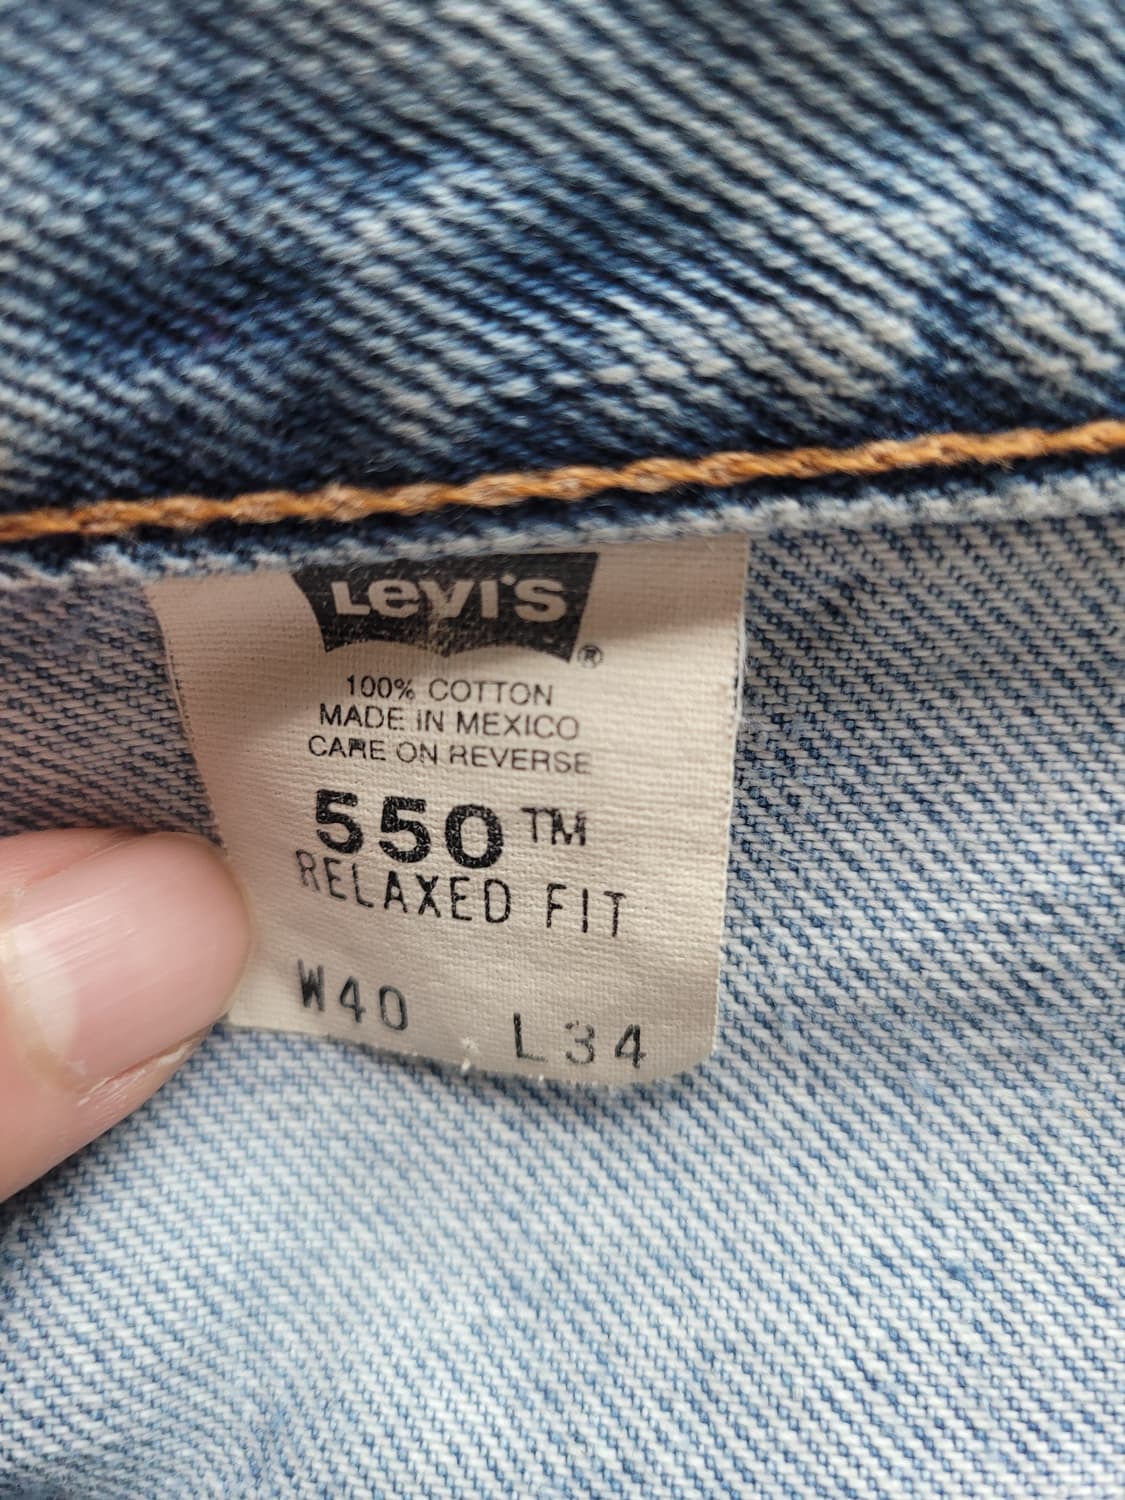 Levi's
®
100% COTTON
MADE IN MEXICO
CARE ON REVERSE
550™
RELAXED FIT
W40 L34